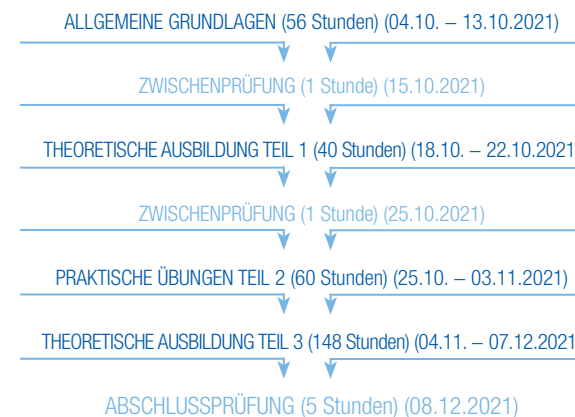 ALLGEMEINE GRUNDLAGEN (56 Stunden) (04.10. – 13.10.2021)
ZWISCHENPRÜFUNG (1 Stunde) (15.10.2021)
THEORETISCHE AUSBILDUNG TEIL 1 (40 Stunden) (18.10. – 22.10.2021
ZWISCHENPRÜFUNG (1 Stunde) (25.10.2021)
PRAKTISCHE ÜBUNGEN TEIL 2 (60 Stunden) (25.10. – 03.11.2021)
THEORETISCHE AUSBILDUNG TEIL 3 (148 Stunden) (04.11. – 07.12.2021
ABSCHLUSSPRÜFUNG (5 Stunden) (08.12.2021)